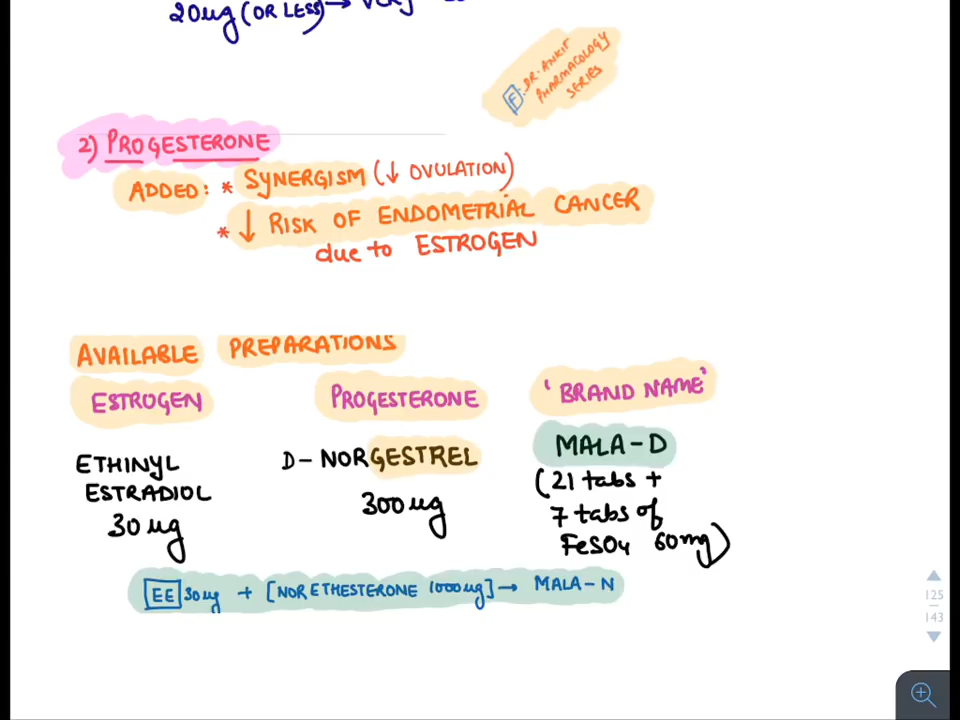 20ug (OR LESS) →
DR. ANKIT
PHARMACOLOGY
SERIES
2) PROGESTERONE
ADDED: * SYNERGISM (↓ OVULATION)
* ↓ RISK OF ENDOMETRIAL CANCER
due to ESTROGEN
AVAILABLE PREPARATIONS
ESTROGEN PROGESTERONE 'BRAND NAME'
ETHINYL ESTRADIOL 30 ug
D-NORGESTREL 300 ug
MALA-D
(21 tabs +
7 tabs of
FeSO4 60mg)
EE 30ug + [NORETHESTERONE 1000ug] → MALA-N
125
143